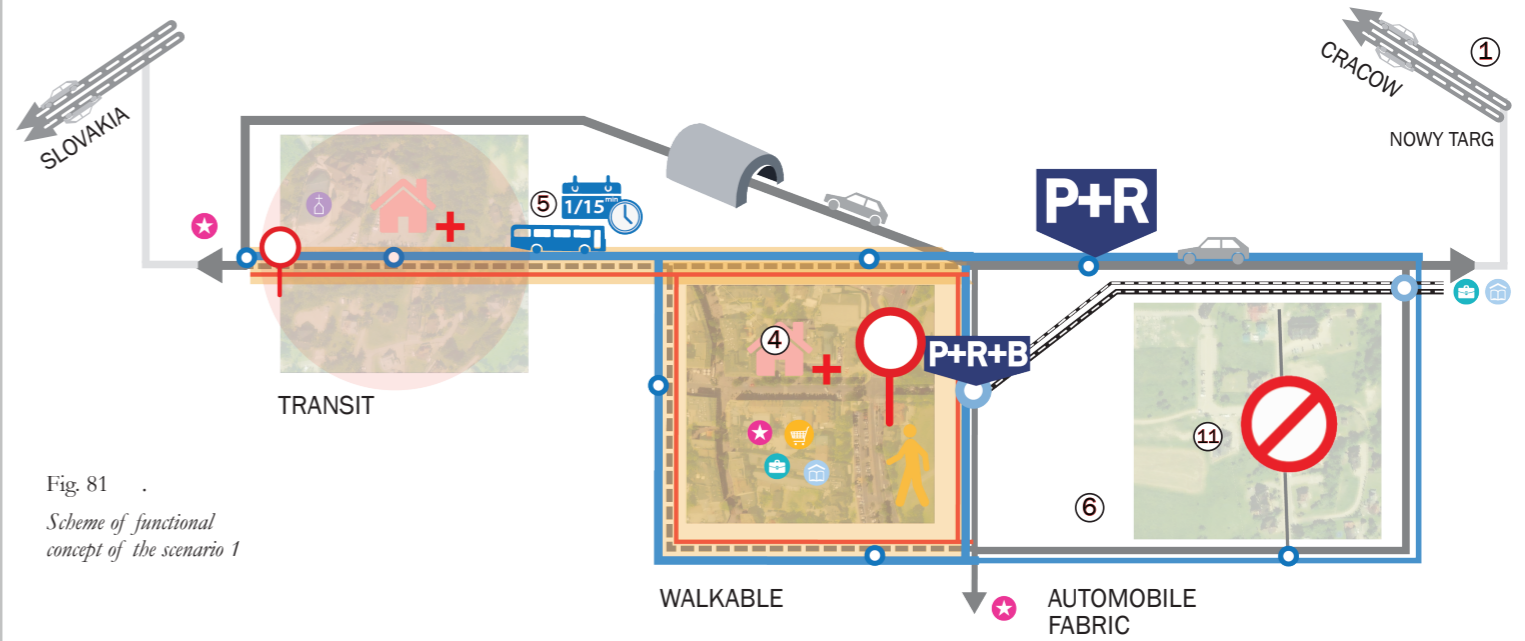 SLOVAKIA
CRACOW
1
NOWY TARG
5
1/15 min
P+R
4
P+R+B
TRANSIT
11
6
Fig. 81 .
Scheme of functional
concept of the scenario 1
WALKABLE
AUTOMOBILE
FABRIC